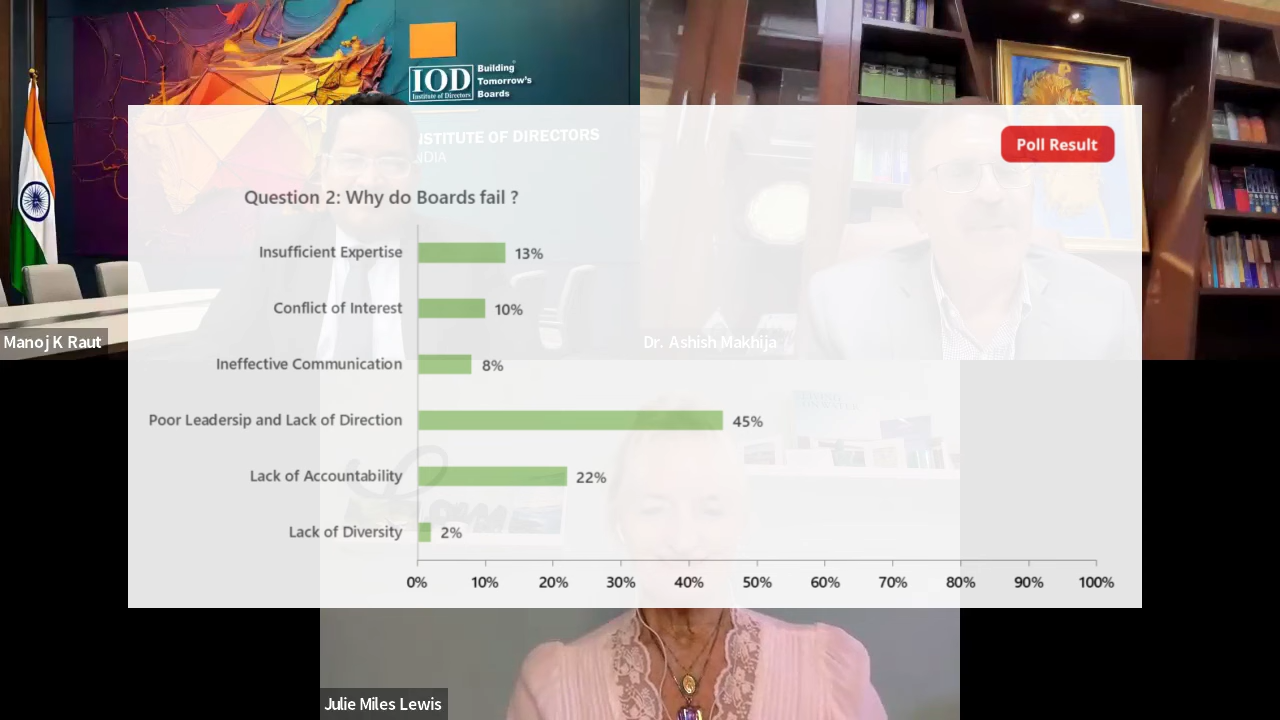 IOD
Institute of Directors
Building
Tomorrow's
Boards
INSTITUTE OF DIRECTORS
INDIA
Poll Result
Question 2: Why do Boards fail ?
Insufficient Expertise 13%
Conflict of Interest 10%
Ineffective Communication 8%
Poor Leadersip and Lack of Direction 45%
Lack of Accountability 22%
Lack of Diversity 2%
0% 10% 20% 30% 40% 50% 60% 70% 80% 90% 100%
Manoj K Raut
Dr. Ashish Makhija
Julie Miles Lewis